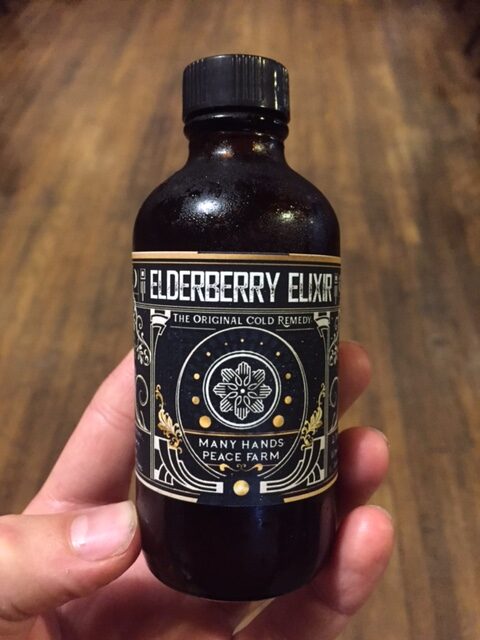 ELDERBERRY ELIXIR
THE ORIGINAL COLD REMEDY
MANY HANDS
PEACE FARM